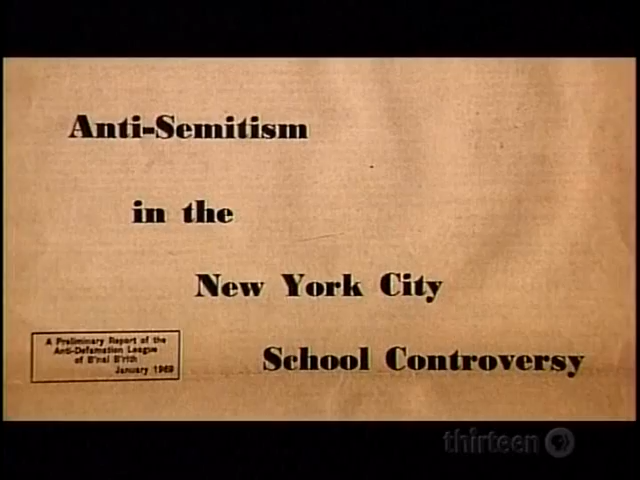 Anti-Semitism
in the
New York City
School Controversy
A Preliminary Report of the
Anti-Defamation League
of B'nai B'rith
January 1969
thirteen